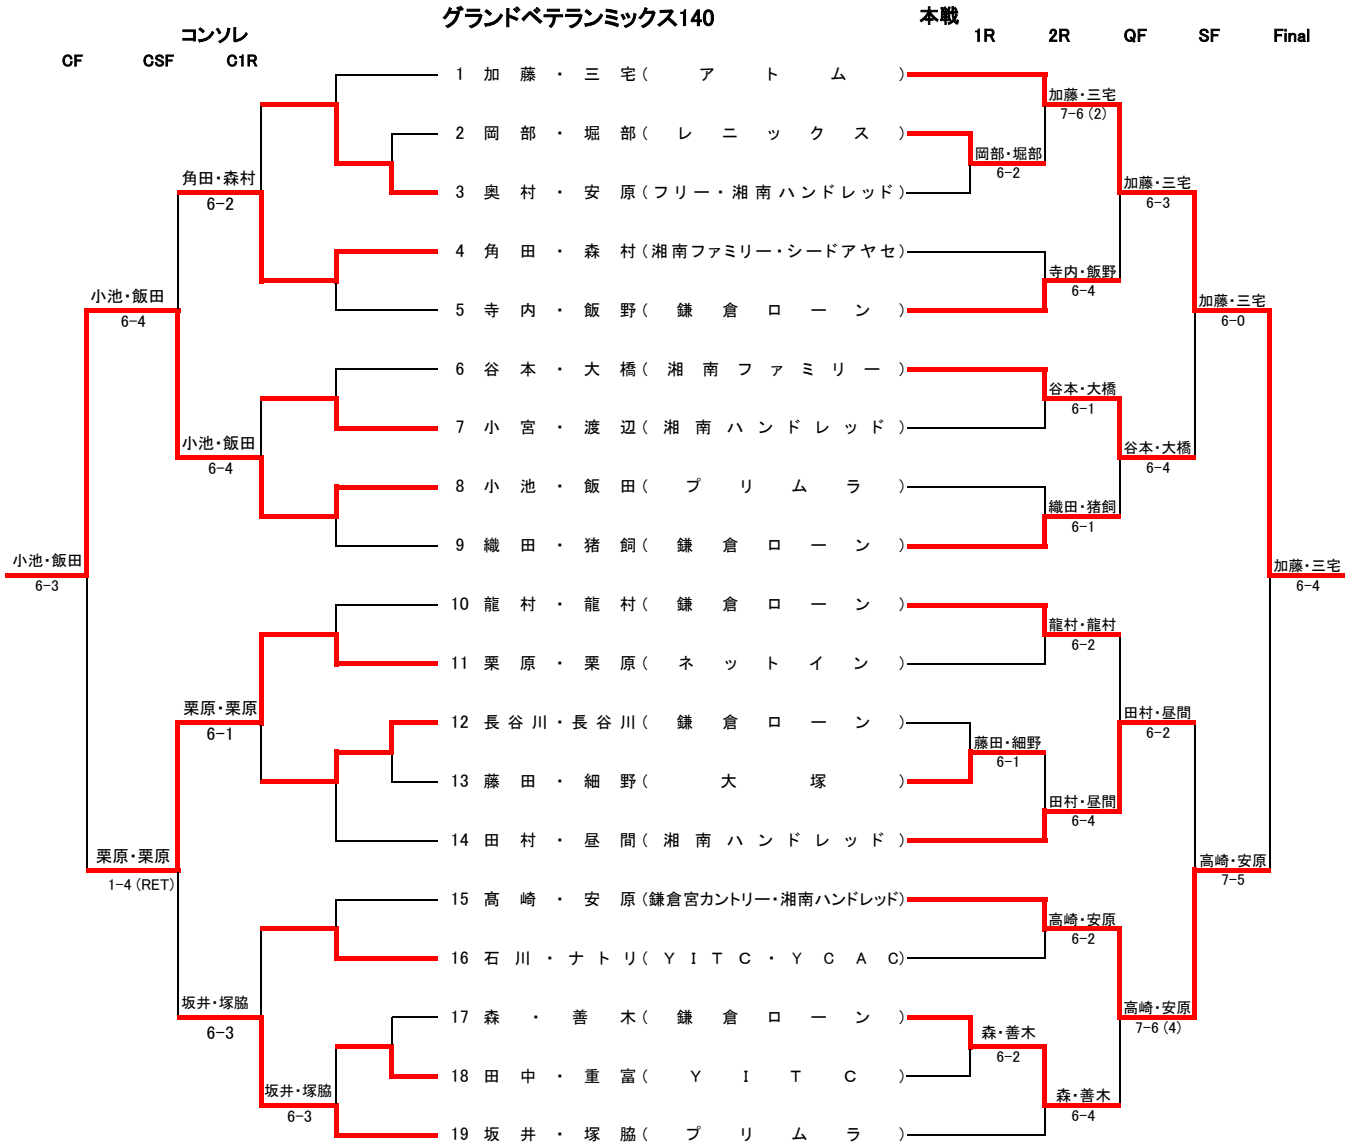 グランドベテランミックス140
本戦
コンソレ
1R 2R QF SF Final
CF CSF C1R
1 加藤・三宅(アトム)
加藤・三宅
7-6 (2)
2 岡部・堀部(レニックス)
岡部・堀部
6-2
角田・森村
6-2
3 奥村・安原(フリー・湘南ハンドレッド)
加藤・三宅
6-3
4 角田・森村(湘南ファミリー・シードアヤセ)
寺内・飯野
6-4
小池・飯田
6-4
5 寺内・飯野(鎌倉ローン)
加藤・三宅
6-0
6 谷本・大橋(湘南ファミリー)
谷本・大橋
6-1
7 小宮・渡辺(湘南ハンドレッド)
小池・飯田
6-4
谷本・大橋
6-4
8 小池・飯田(プリムラ)
織田・猪飼
6-1
9 織田・猪飼(鎌倉ローン)
小池・飯田
6-3
加藤・三宅
6-4
10 龍村・龍村(鎌倉ローン)
龍村・龍村
6-2
11 栗原・栗原(ネットイン)
栗原・栗原
6-1
12 長谷川・長谷川(鎌倉ローン)
田村・昼間
6-2
藤田・細野
6-1
13 藤田・細野(大塚)
田村・昼間
6-4
14 田村・昼間(湘南ハンドレッド)
栗原・栗原
1-4 (RET)
高崎・安原
7-5
15 髙崎・安原(鎌倉宮カントリー・湘南ハンドレッド)
高崎・安原
6-2
16 石川・ナトリ(YITC・YCAC)
坂井・塚脇
6-3
高崎・安原
7-6 (4)
17 森・善木(鎌倉ローン)
森・善木
6-2
18 田中・重富(YITC)
坂井・塚脇
6-3
森・善木
6-4
19 坂井・塚脇(プリムラ)